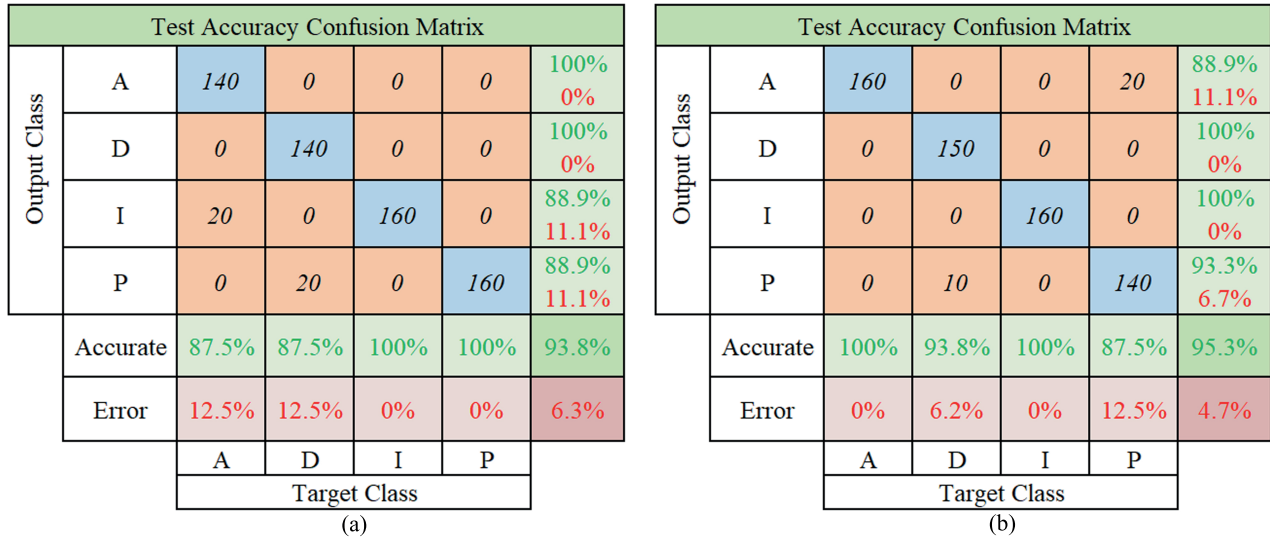 Test Accuracy Confusion Matrix
Output Class
A 140 0 0 0 100% 0%
D 0 140 0 0 100% 0%
I 20 0 160 0 88.9% 11.1%
P 0 20 0 160 88.9% 11.1%
Accurate 87.5% 87.5% 100% 100% 93.8%
Error 12.5% 12.5% 0% 0% 6.3%
A D I P
Target Class
(a)
Test Accuracy Confusion Matrix
Output Class
A 160 0 0 20 88.9% 11.1%
D 0 150 0 0 100% 0%
I 0 0 160 0 100% 0%
P 0 10 0 140 93.3% 6.7%
Accurate 100% 93.8% 100% 87.5% 95.3%
Error 0% 6.2% 0% 12.5% 4.7%
A D I P
Target Class
(b)